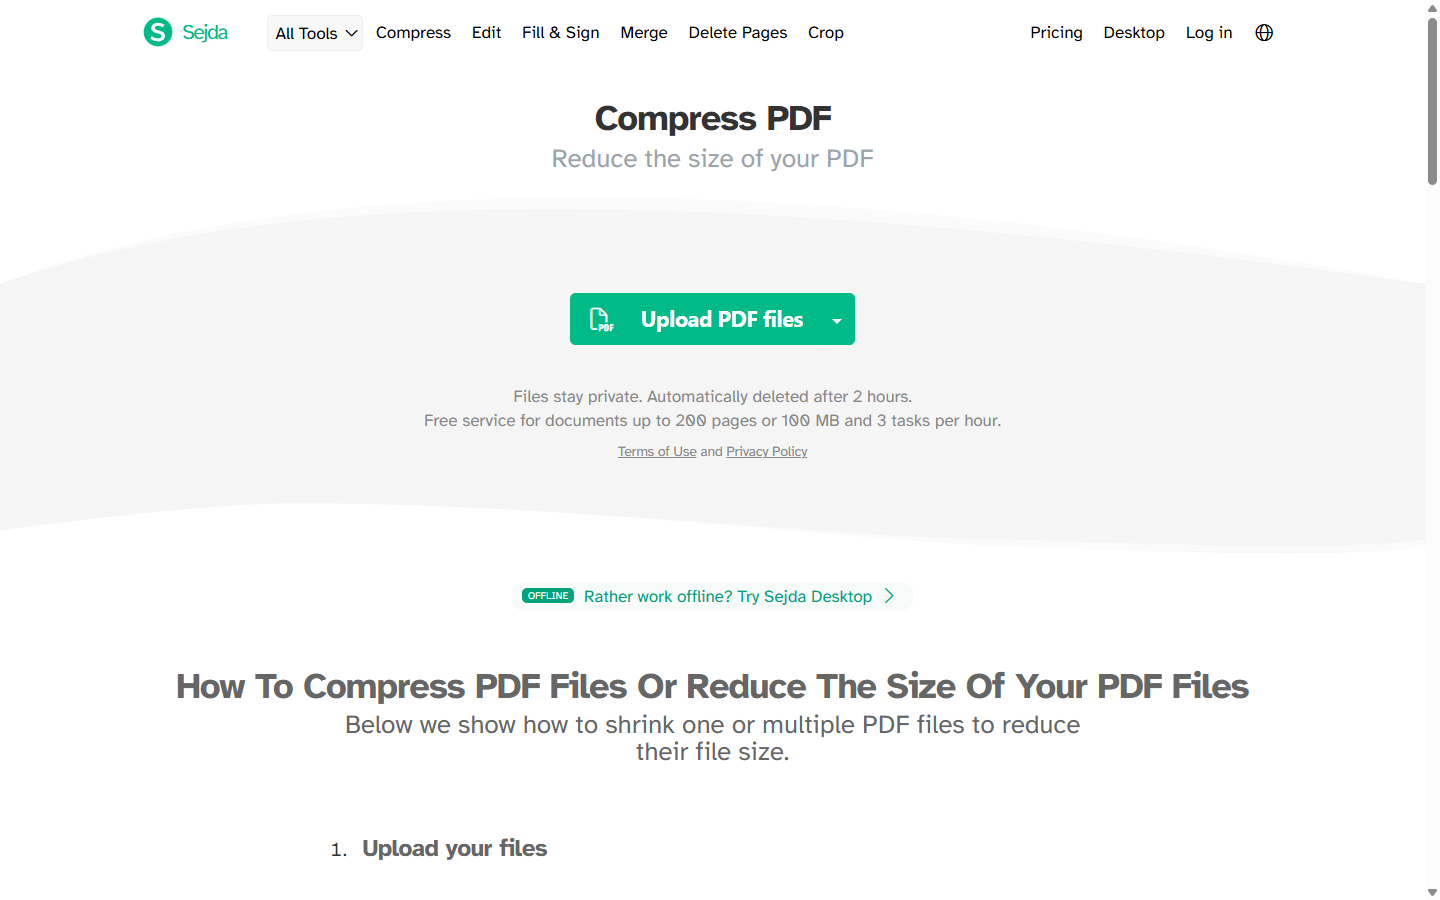 S Sejda All Tools Compress Edit Fill & Sign Merge Delete Pages Crop Pricing Desktop Log in
Compress PDF
Reduce the size of your PDF
PDF Upload PDF files
Files stay private. Automatically deleted after 2 hours.
Free service for documents up to 200 pages or 100 MB and 3 tasks per hour.
Terms of Use and Privacy Policy
OFFLINE Rather work offline? Try Sejda Desktop
How To Compress PDF Files Or Reduce The Size Of Your PDF Files
Below we show how to shrink one or multiple PDF files to reduce
their file size.
1. Upload your files